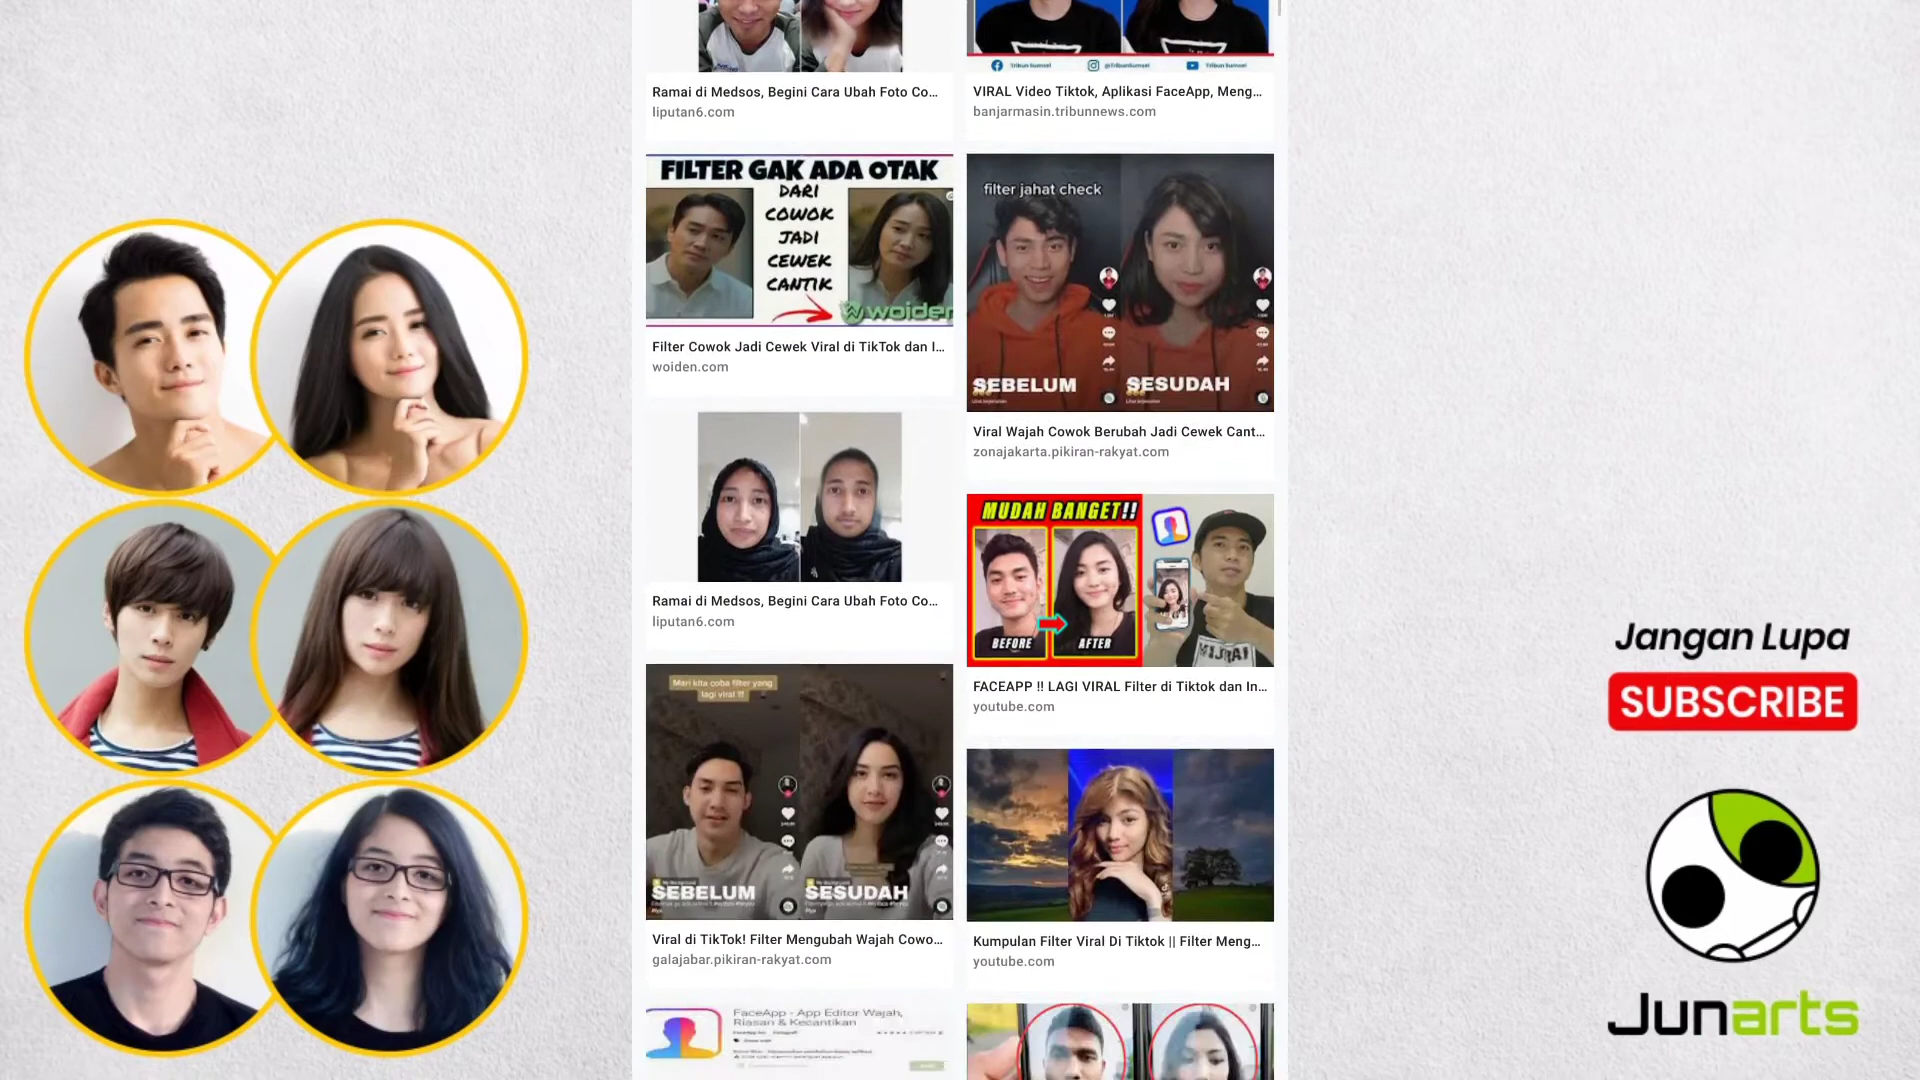 Ramai di Medsos, Begini Cara Ubah Foto Co...
liputan6.com
FILTER GAK ADA OTAK
DARI
COWOK
JADI
CEWEK
CANTIK
woiden
Filter Cowok Jadi Cewek Viral di TikTok dan I...
woiden.com
Ramai di Medsos, Begini Cara Ubah Foto Co...
liputan6.com
Mari kita coba filter yang
lagi viral !!!
SEBELUM
SESUDAH
Viral di TikTok! Filter Mengubah Wajah Cowo...
galajabar.pikiran-rakyat.com
FaceApp - App Editor Wajah,
Riasan & Kecantikan
Tribun Sumsel
@TribunSumsel
Tribun Sumsel
VIRAL Video Tiktok, Aplikasi FaceApp, Meng...
banjarmasin.tribunnews.com
filter jahat check
SEBELUM
SESUDAH
Viral Wajah Cowok Berubah Jadi Cewek Cant...
zonajakarta.pikiran-rakyat.com
MUDAH BANGET!!
BEFORE
AFTER
FACEAPP !! LAGI VIRAL Filter di Tiktok dan In...
youtube.com
Kumpulan Filter Viral Di Tiktok || Filter Meng...
youtube.com
Jangan Lupa
SUBSCRIBE
Junarts